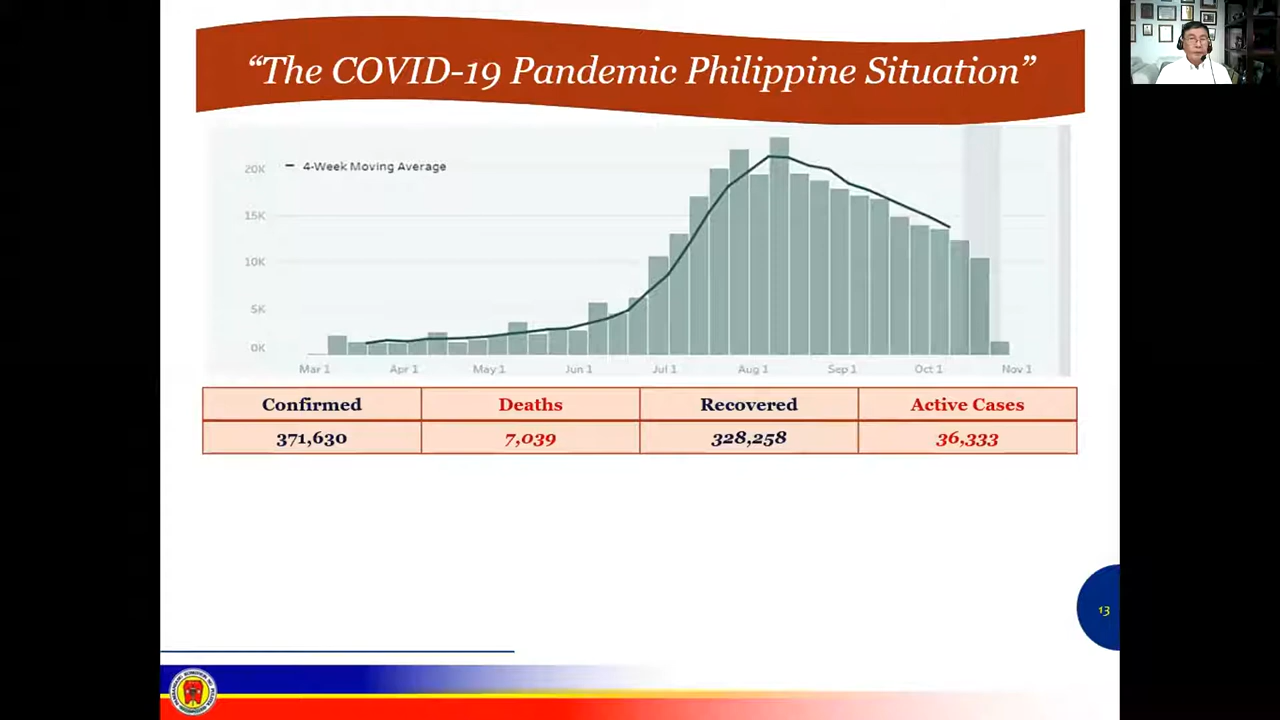 “The COVID-19 Pandemic Philippine Situation”
4-Week Moving Average
20K
15K
10K
5K
0K
Mar 1 Apr 1 May 1 Jun 1 Jul 1 Aug 1 Sep 1 Oct 1 Nov 1
Confirmed Deaths Recovered Active Cases
371,630 7,039 328,258 36,333
13